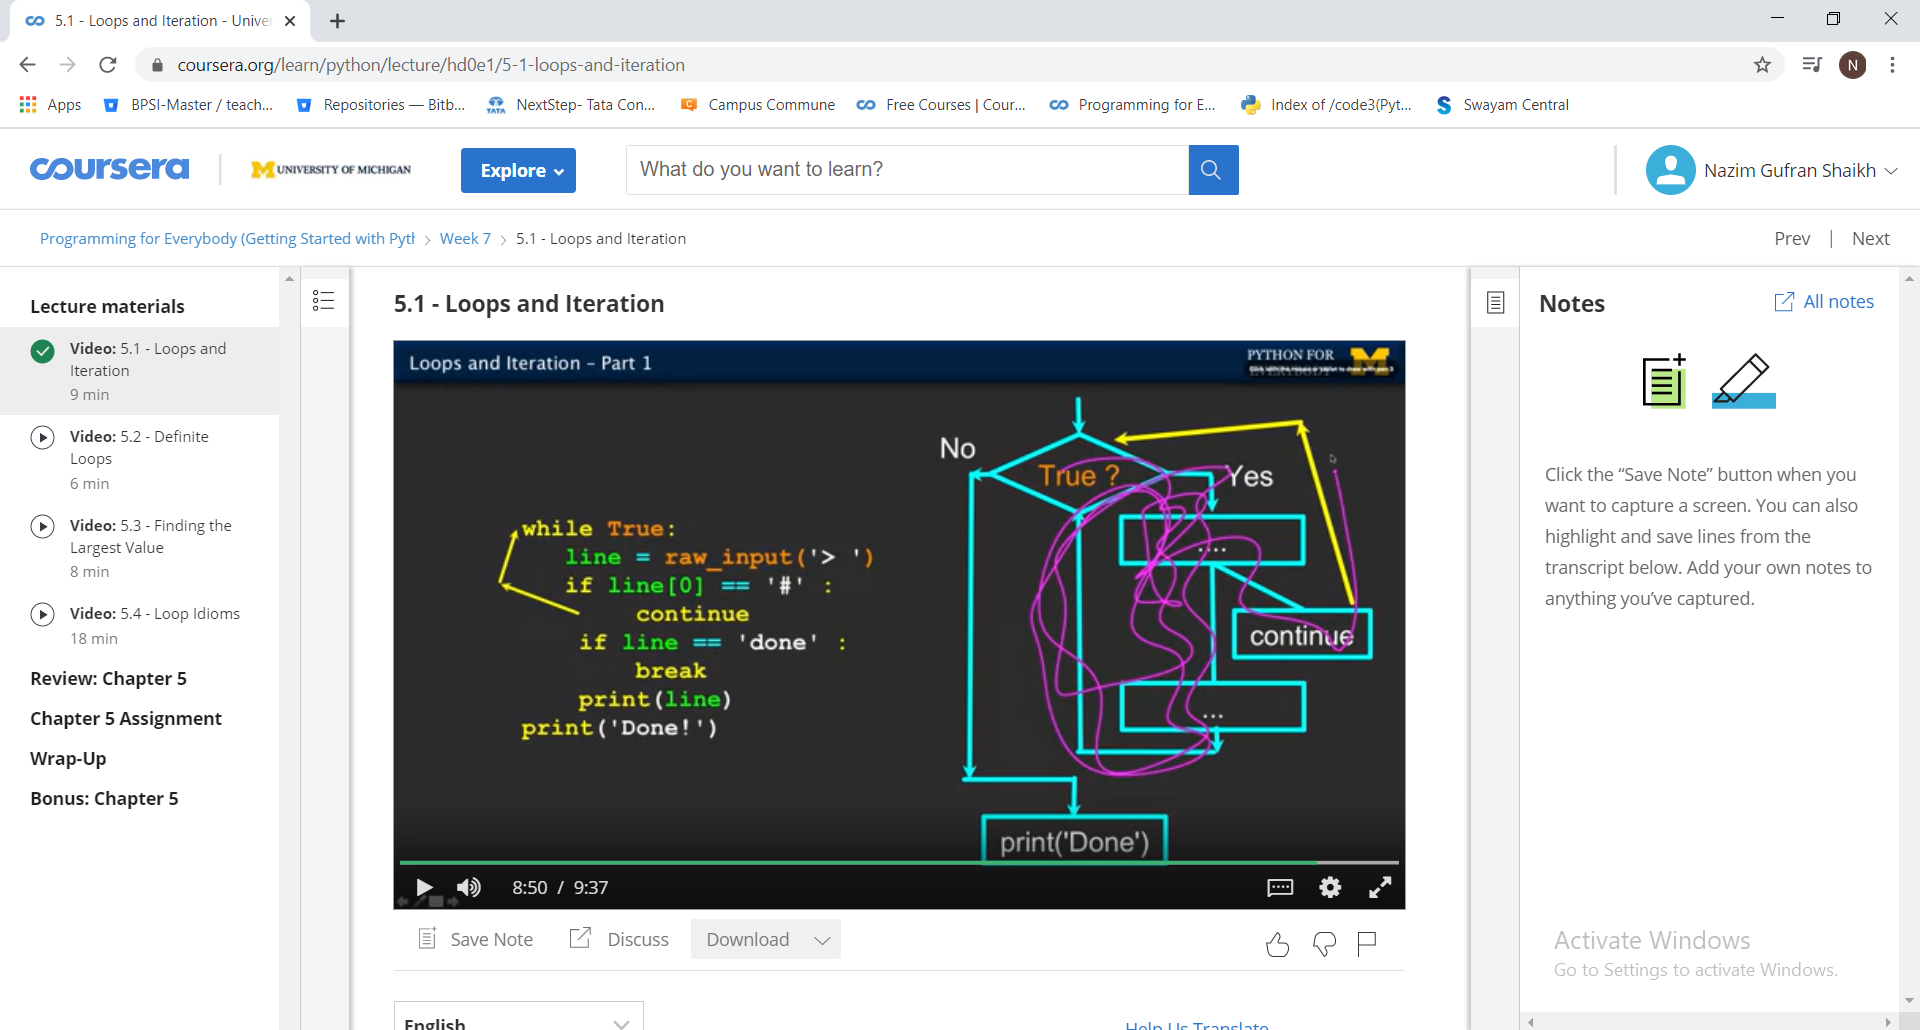 5.1 - Loops and Iteration - Univer
coursera.org/learn/python/lecture/hd0e1/5-1-loops-and-iteration
N
Apps
BPSI-Master / teach...
Repositories — Bitb...
TATA
NextStep- Tata Con...
Campus Commune
Free Courses | Cour...
Programming for E...
Index of /code3(Pyt...
Swayam Central
coursera
UNIVERSITY OF MICHIGAN
Explore
What do you want to learn?
Nazim Gufran Shaikh
Programming for Everybody (Getting Started with Pyth
Week 7
5.1 - Loops and Iteration
Prev | Next
Lecture materials
Video: 5.1 - Loops and
Iteration
9 min
Video: 5.2 - Definite
Loops
6 min
Video: 5.3 - Finding the
Largest Value
8 min
Video: 5.4 - Loop Idioms
18 min
Review: Chapter 5
Chapter 5 Assignment
Wrap-Up
Bonus: Chapter 5
5.1 - Loops and Iteration
Loops and Iteration – Part 1
PYTHON FOR
EVERYBODY
while True:
line = raw_input('> ')
if line[0] == '#' :
continue
if line == 'done' :
break
print(line)
print('Done!')
No
True ?
Yes
....
continue
...
print('Done')
8:50 / 9:37
Save Note
Discuss
Download
English
Help Us Translate
Notes
All notes
Click the “Save Note” button when you
want to capture a screen. You can also
highlight and save lines from the
transcript below. Add your own notes to
anything you’ve captured.
Activate Windows
Go to Settings to activate Windows.